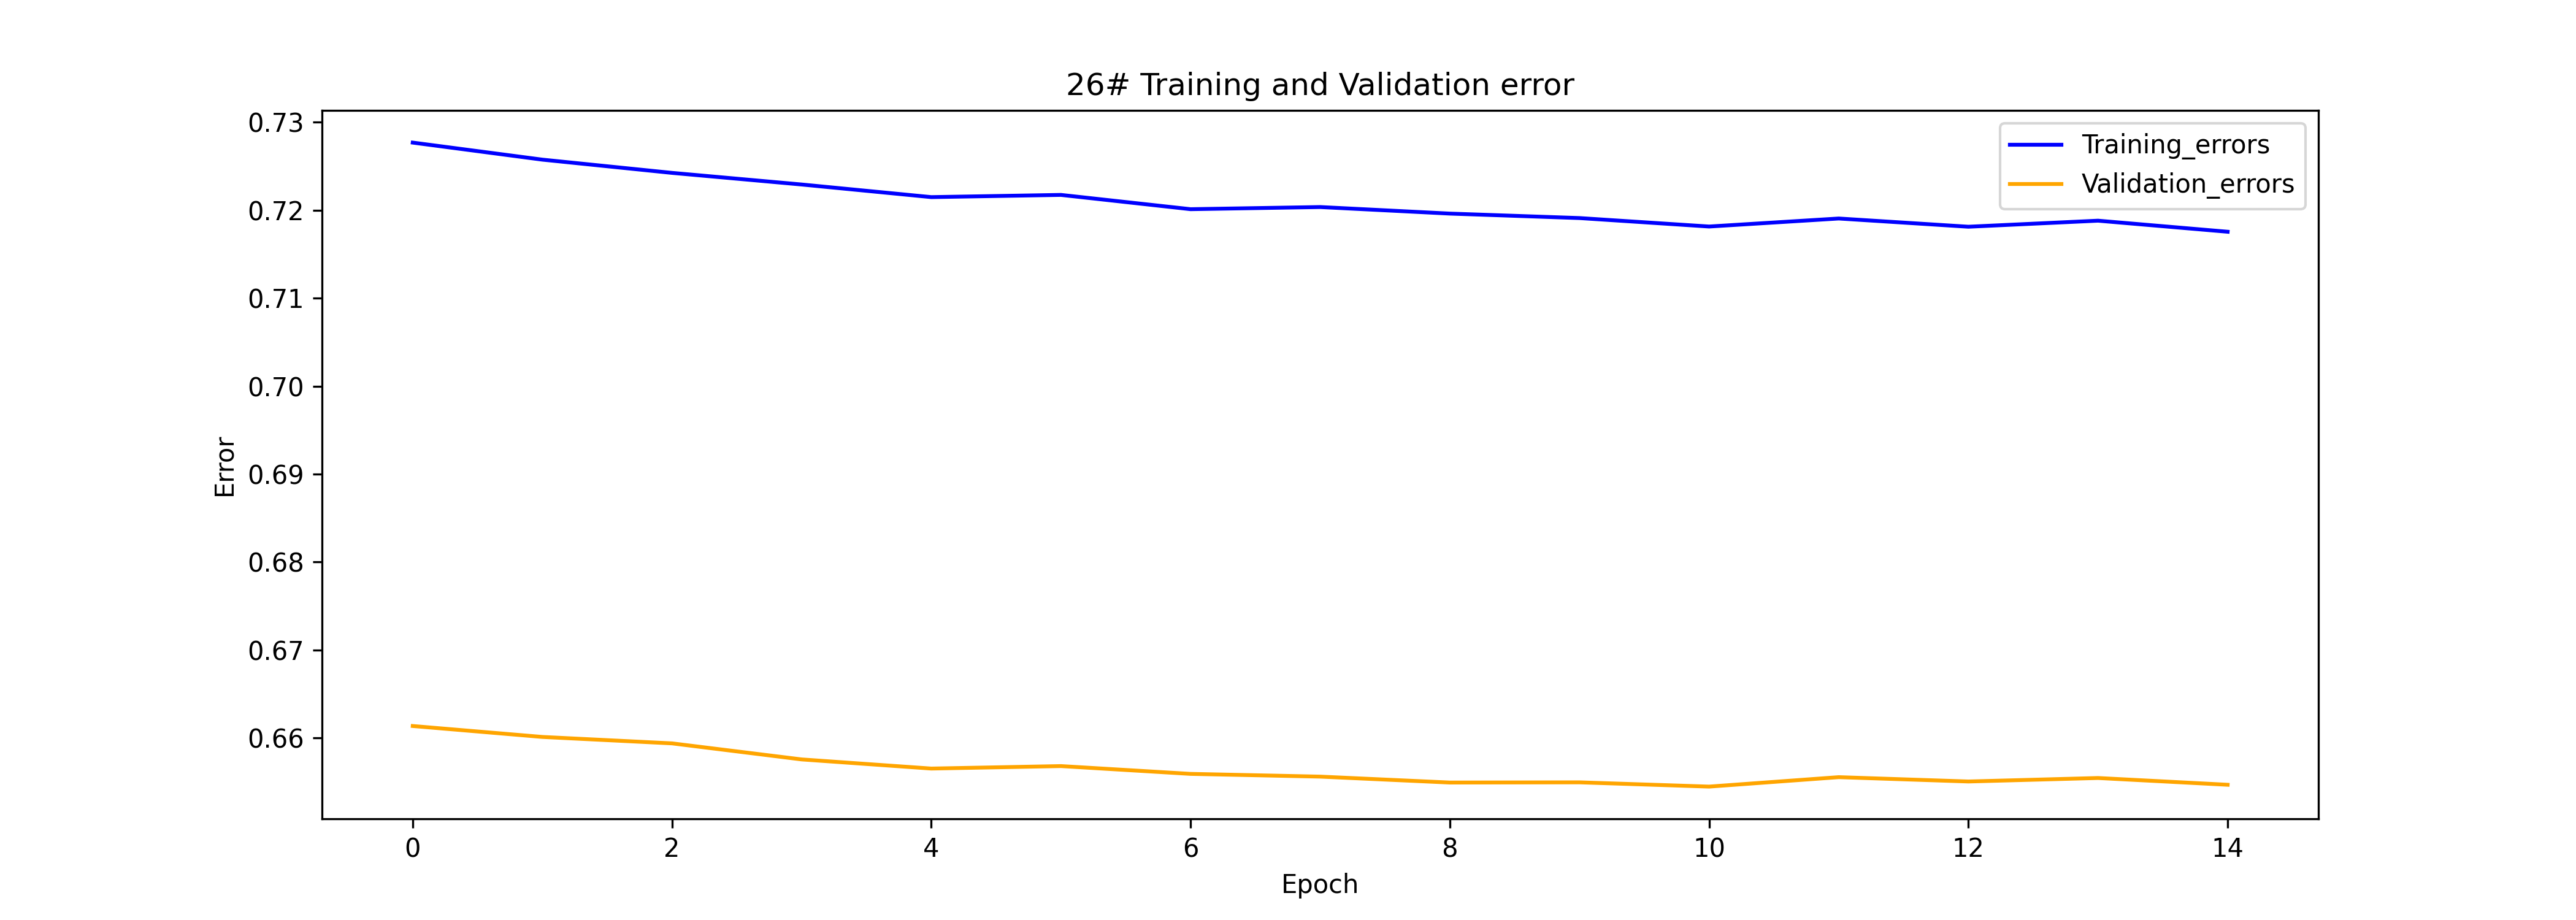 26# Training and Validation error
0.73
0.72
0.71
0.70
0.69
0.68
0.67
0.66
Error
Training_errors
Validation_errors
0 2 4 6 8 10 12 14
Epoch